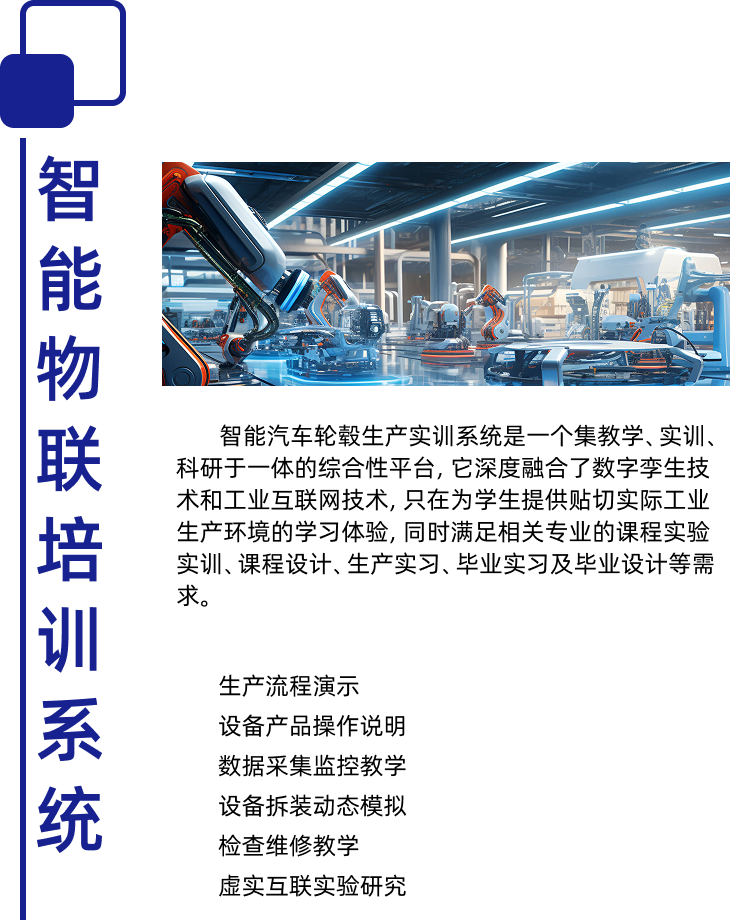 智能物联培训系统
智能汽车轮毂生产实训系统是一个集教学、实训、
科研于一体的综合性平台, 它深度融合了数字孪生技
术和工业互联网技术, 只在为学生提供贴切实际工业
生产环境的学习体验, 同时满足相关专业的课程实验
实训、课程设计、生产实习、毕业实习及毕业设计等需
求。
生产流程演示
设备产品操作说明
数据采集监控教学
设备拆装动态模拟
检查维修教学
虚实互联实验研究